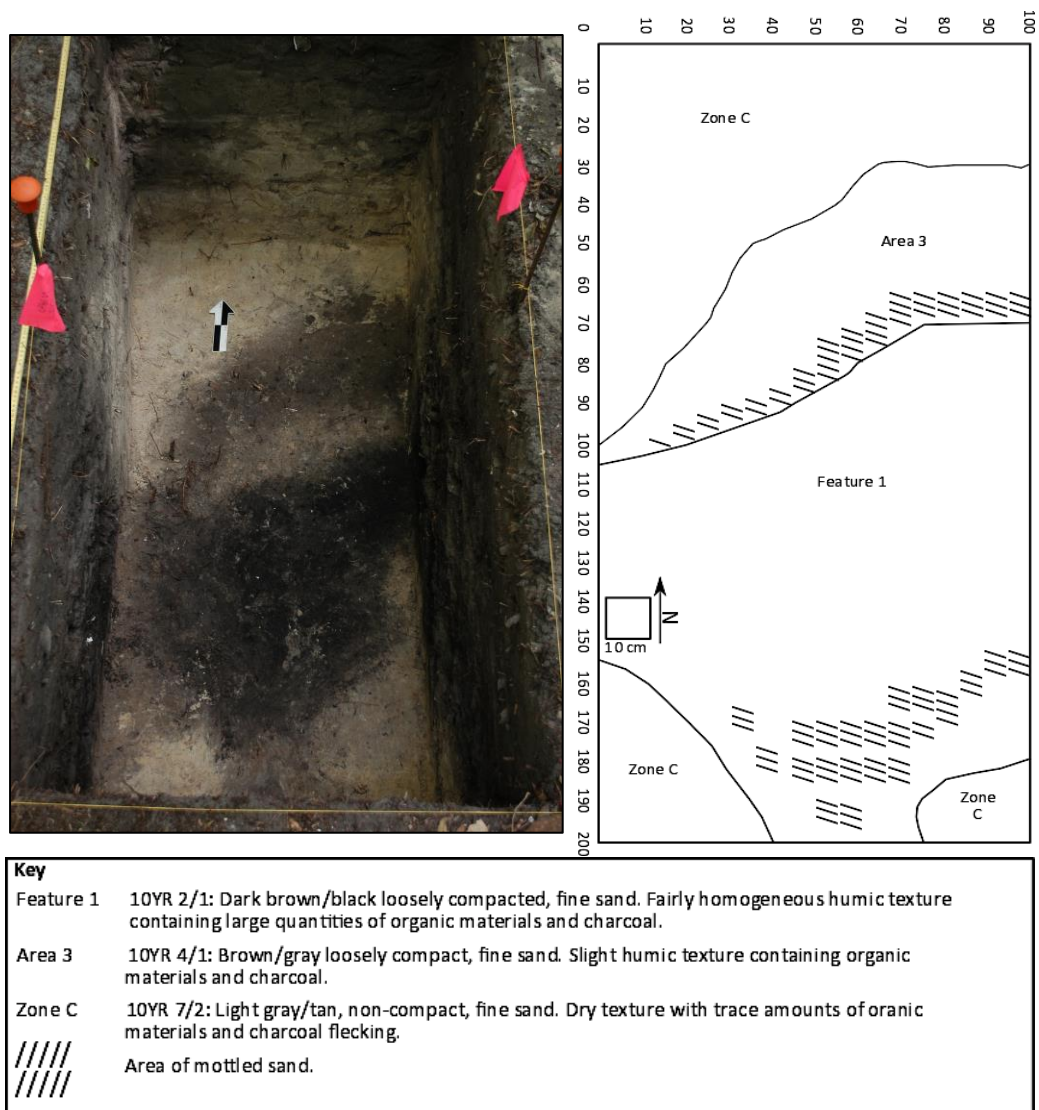 0 10 20 30 40 50 60 70 80 90 100
10
20
30
40
50
60
70
80
90
100
110
120
130
140
150
160
170
180
190
200
Zone C
Area 3
Feature 1
N
10 cm
Zone C
Zone
C
Key
Feature 1 10YR 2/1: Dark brown/black loosely compacted, fine sand. Fairly homogeneous humic texture
containing large quantities of organic materials and charcoal.
Area 3 10YR 4/1: Brown/gray loosely compact, fine sand. Slight humic texture containing organic
materials and charcoal.
Zone C 10YR 7/2: Light gray/tan, non-compact, fine sand. Dry texture with trace amounts of oranic
materials and charcoal flecking.
Area of mottled sand.